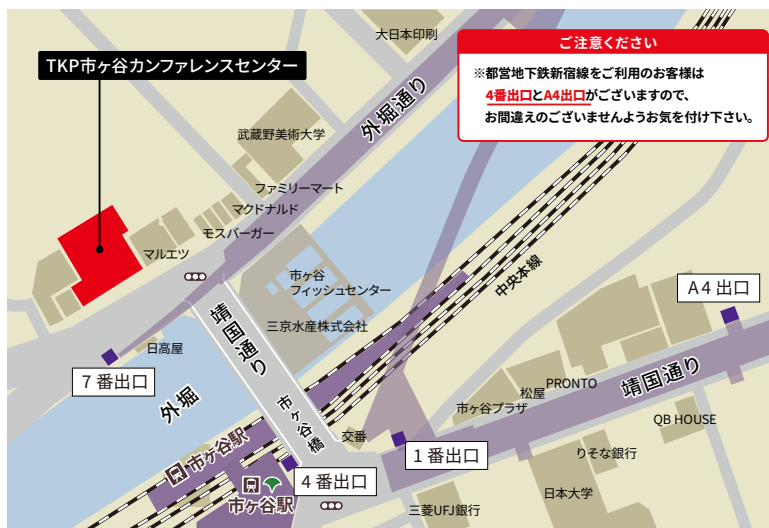 大日本印刷
ご注意ください
※都営地下鉄新宿線をご利用のお客様は
4番出口とA4出口がございますので、
お間違えのございませんようお気を付け下さい。
TKP市ヶ谷カンファレンスセンター
外堀通り
武蔵野美術大学
ファミリーマート
マクドナルド
モスバーガー
マルエツ
市ヶ谷
フィッシュセンター
中央本線
A4出口
三京水産株式会社
靖国通り
日高屋
7番出口
外堀
市ヶ谷橋
靖国通り
PRONTO
松屋
市ヶ谷プラザ
QB HOUSE
交番
1番出口
りそな銀行
市ヶ谷駅
4番出口
市ヶ谷駅
日本大学
三菱UFJ銀行